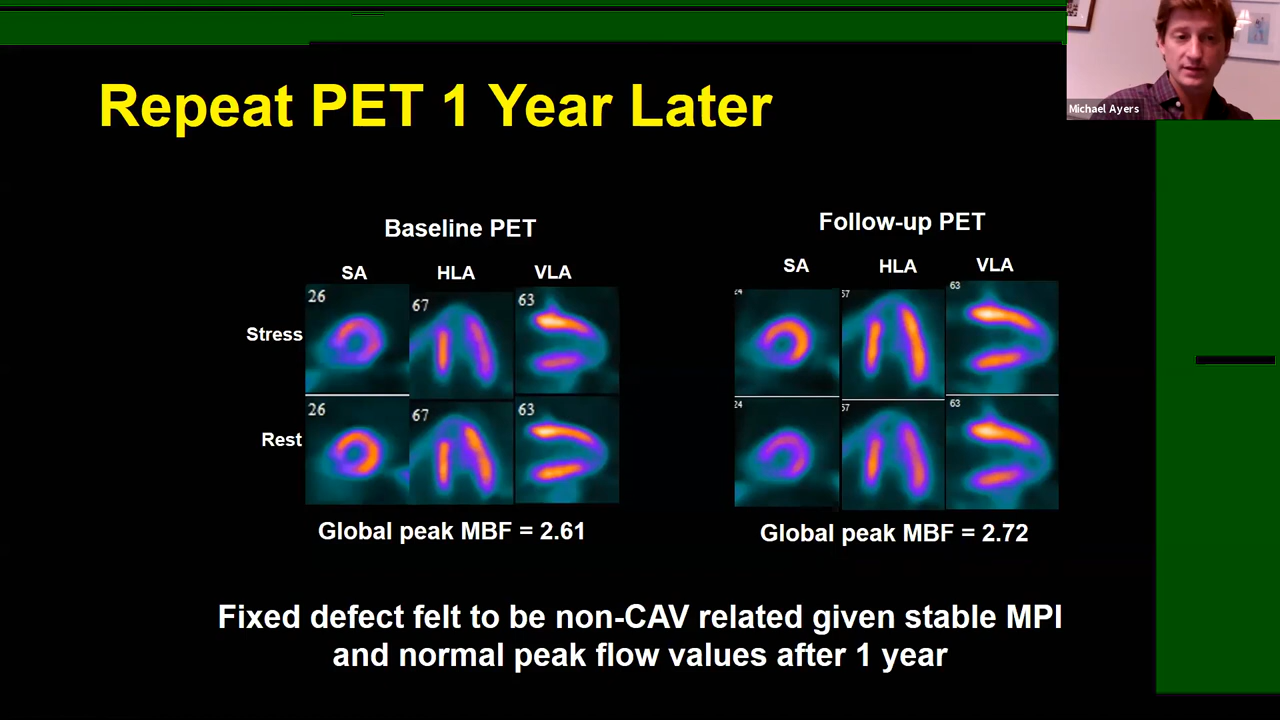 Michael Ayers
Repeat PET 1 Year Later
Baseline PET
Follow-up PET
SA HLA VLA
SA HLA VLA
Stress
26 67 63
24 57 63
Rest
26 67 63
24 57 63
Global peak MBF = 2.61
Global peak MBF = 2.72
Fixed defect felt to be non-CAV related given stable MPI
and normal peak flow values after 1 year